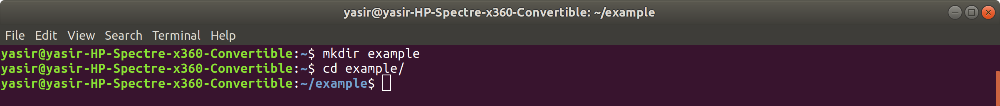 yasir@yasir-HP-Spectre-x360-Convertible: ~/example
File Edit View Search Terminal Help
yasir@yasir-HP-Spectre-x360-Convertible:~$ mkdir example
yasir@yasir-HP-Spectre-x360-Convertible:~$ cd example/
yasir@yasir-HP-Spectre-x360-Convertible:~/example$